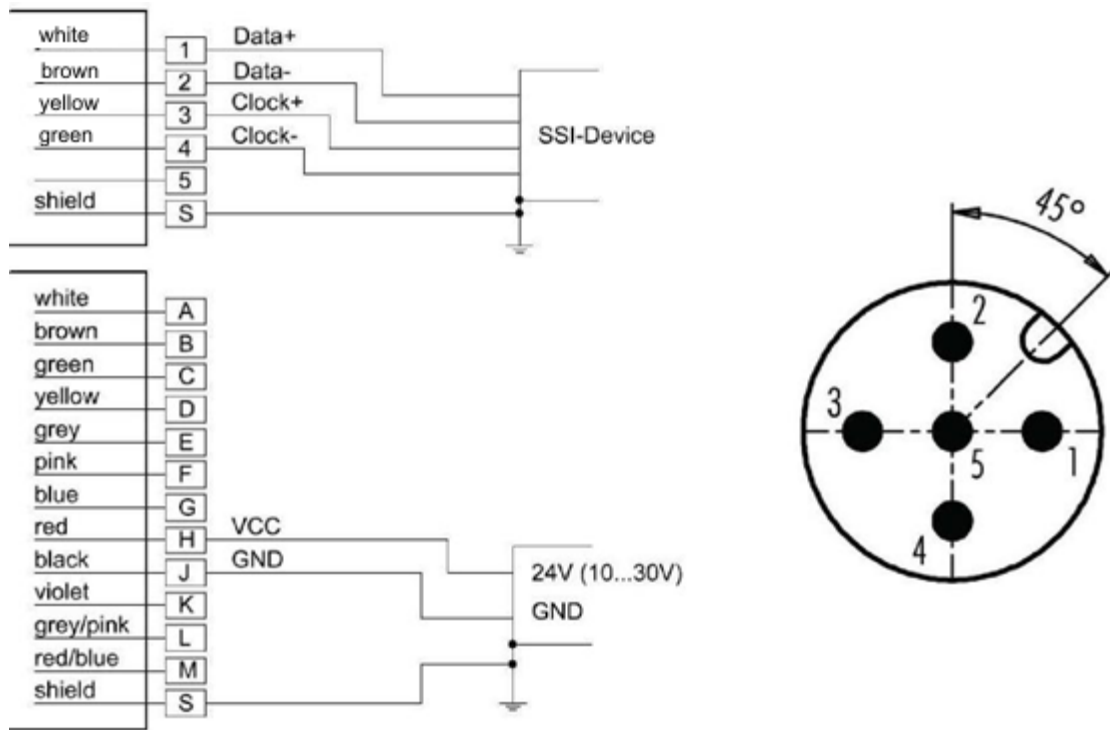 white 1 Data+
brown 2 Data-
yellow 3 Clock+
green 4 Clock-
SSI-Device
5
shield S
white A
brown B
green C
yellow D
grey E
pink F
blue G
red H VCC
black J GND
24V (10...30V)
violet K
GND
grey/pink L
red/blue M
shield S
45°
2
3
5
1
4